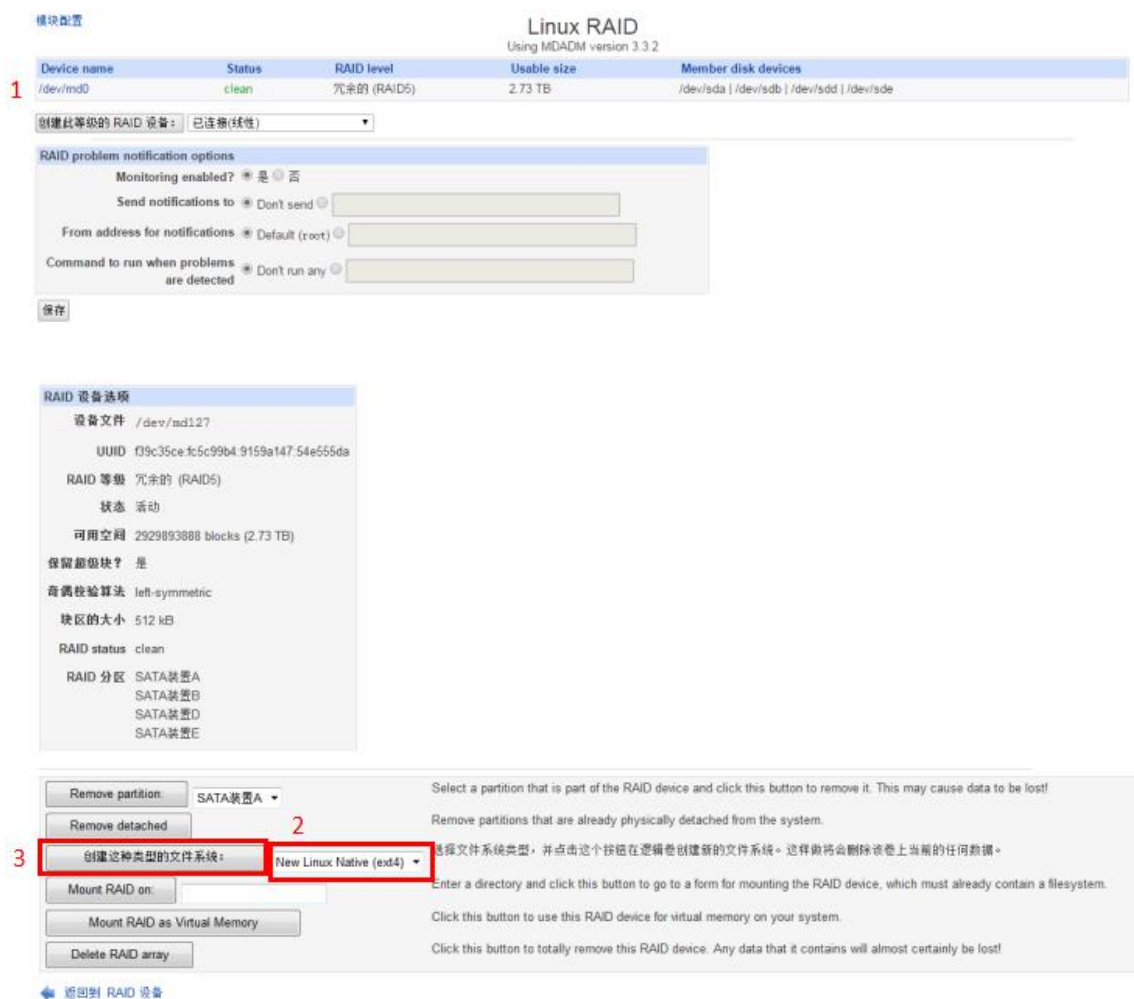 模块配置
Linux RAID
Using MDADM version 3.3.2
Device name Status RAID level Usable size Member disk devices
1 /dev/md0 clean 冗余的 (RAID5) 2.73 TB /dev/sda | /dev/sdb | /dev/sdd | /dev/sde
创建此等级的 RAID 设备: 已连接(线性)
RAID problem notification options
Monitoring enabled? 是 否
Send notifications to Don't send
From address for notifications Default (root)
Command to run when problems are detected Don't run any
保存
RAID 设备选项
设备文件 /dev/md127
UUID f39c35ce:fc5c99b4:9159a147:54e555da
RAID 等级 冗余的 (RAID5)
状态 活动
可用空间 2929893888 blocks (2.73 TB)
保留超级块? 是
奇偶校验算法 left-symmetric
块区的大小 512 kB
RAID status clean
RAID 分区 SATA装置A
SATA装置B
SATA装置D
SATA装置E
Remove partition: SATA装置A Select a partition that is part of the RAID device and click this button to remove it. This may cause data to be lost!
Remove detached 2 Remove partitions that are already physically detached from the system.
3 创建这种类型的文件系统: New Linux Native (ext4) 选择文件系统类型，并点击这个按钮在逻辑卷创建新的文件系统。这样做将会删除该卷上当前的任何数据。
Mount RAID on: Enter a directory and click this button to go to a form for mounting the RAID device, which must already contain a filesystem.
Mount RAID as Virtual Memory Click this button to use this RAID device for virtual memory on your system.
Delete RAID array Click this button to totally remove this RAID device. Any data that it contains will almost certainly be lost!
返回到 RAID 设备